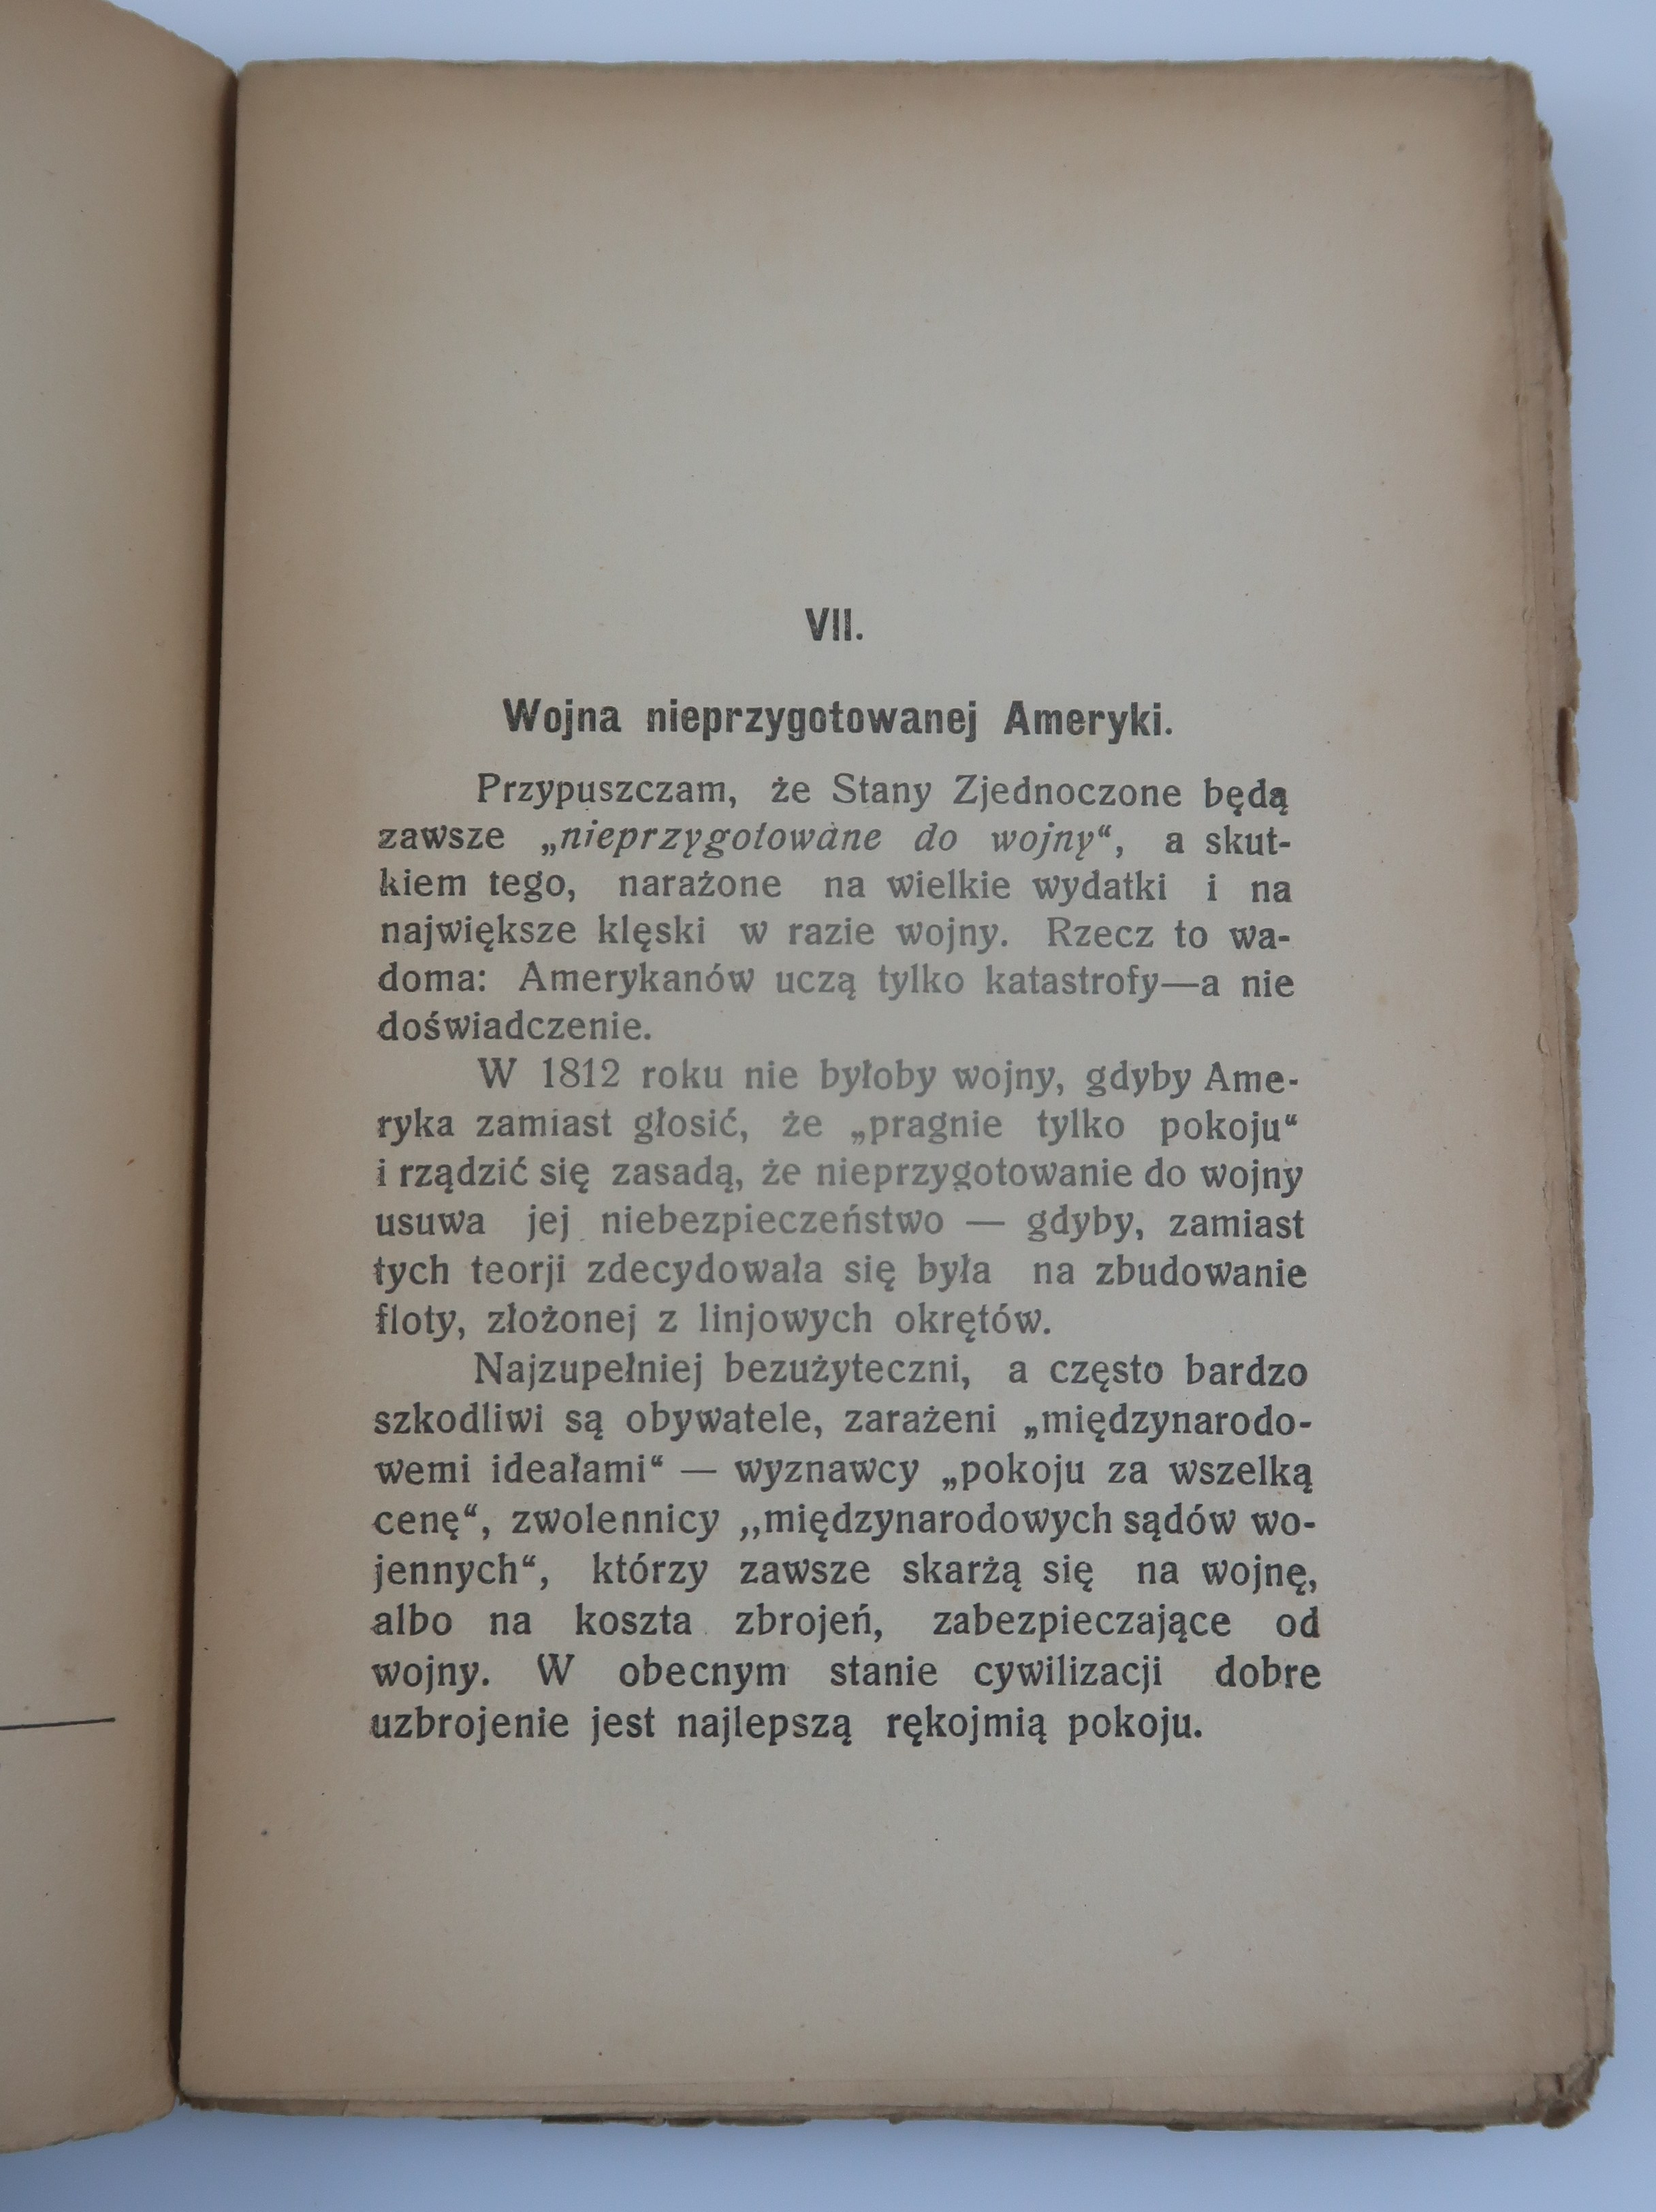 VII.
Wojna nieprzygotowanej Ameryki.
Przypuszczam, że Stany Zjednoczone będą
zawsze „nieprzygotowane do wojny“, a skut-
kiem tego, narażone na wielkie wydatki i na
największe klęski w razie wojny. Rzecz to wa-
doma: Amerykanów uczą tylko katastrofy—a nie
doświadczenie.
W 1812 roku nie byłoby wojny, gdyby Ame-
ryka zamiast głosić, że „pragnie tylko pokoju“
i rządzić się zasadą, że nieprzygotowanie do wojny
usuwa jej niebezpieczeństwo — gdyby, zamiast
tych teorji zdecydowała się była na zbudowanie
floty, złożonej z linjowych okrętów.
Najzupełniej bezużyteczni, a często bardzo
szkodliwi są obywatele, zarażeni „międzynarodo-
wemi ideałami“ — wyznawcy „pokoju za wszelką
cenę“, zwolennicy „międzynarodowych sądów wo-
jennych“, którzy zawsze skarżą się na wojnę,
albo na koszta zbrojeń, zabezpieczające od
wojny. W obecnym stanie cywilizacji dobre
uzbrojenie jest najlepszą rękojmią pokoju.